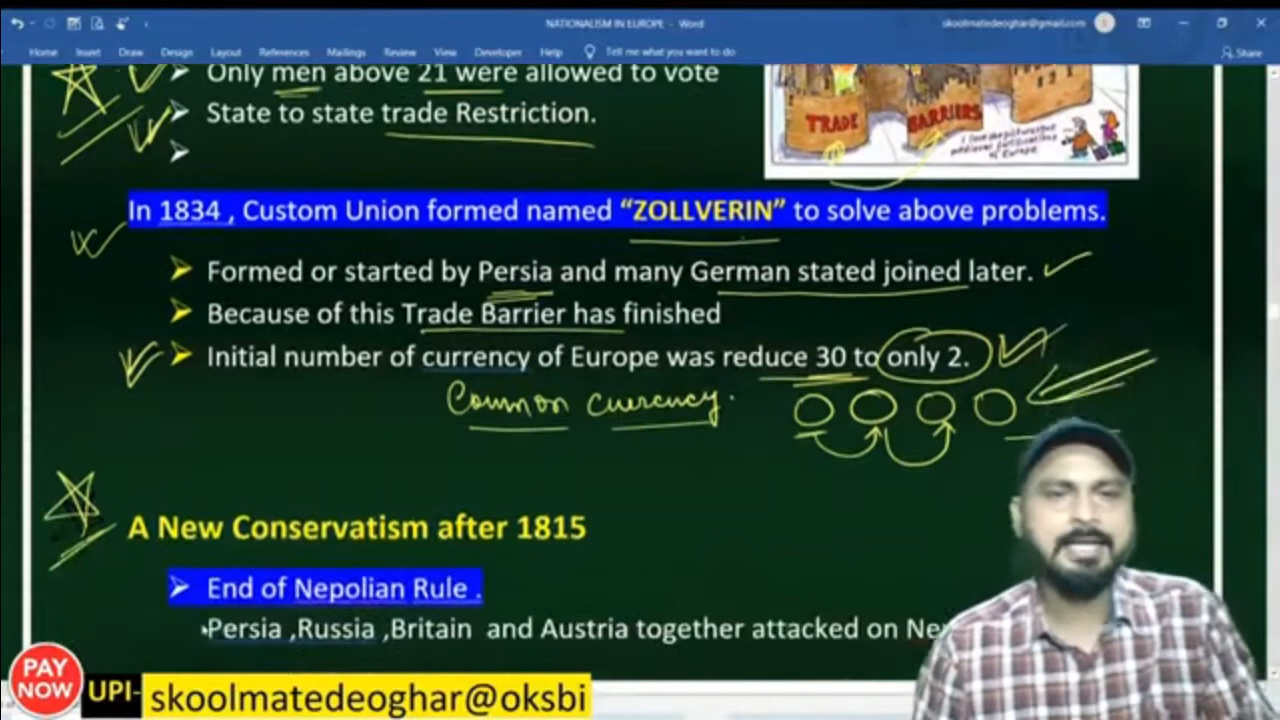 NATIONALISM IN EUROPE - Word
skoolmatedeoghar@gmail.com
Home Insert Draw Design Layout References Mailings Review View Developer Help Tell me what you want to do Share
Only men above 21 were allowed to vote
State to state trade Restriction.
TRADE BARRIERS
of Europe
In 1834 , Custom Union formed named “ZOLLVERIN” to solve above problems.
Formed or started by Persia and many German stated joined later.
Because of this Trade Barrier has finished
Initial number of currency of Europe was reduce 30 to only 2.
Common currency.
A New Conservatism after 1815
End of Nepolian Rule .
Persia ,Russia ,Britain and Austria together attacked on
PAY
NOW
UPI- skoolmatedeoghar@oksbi